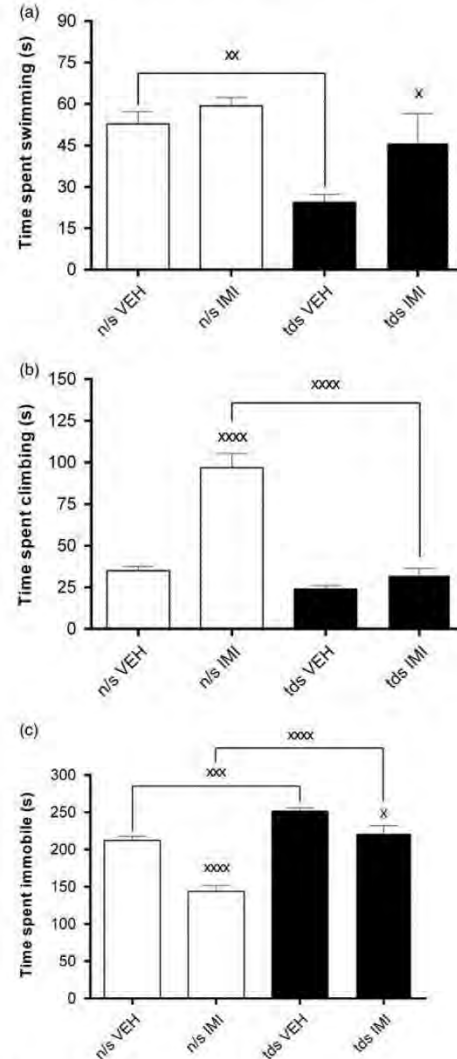 (a)
Time spent swimming (s)
90
75
60
45
30
15
0
xx
x
n/s VEH
n/s IMI
tds VEH
tds IMI
(b)
Time spent climbing (s)
150
125
100
75
50
25
0
xxxx
xxxx
n/s VEH
n/s IMI
tds VEH
tds IMI
(c)
Time spent immobile (s)
300
250
200
150
100
50
0
xxxx
xxx
xxxx
x
n/s VEH
n/s IMI
tds VEH
tds IMI